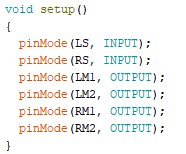 void setup()
{
  pinMode(LS, INPUT);
  pinMode(RS, INPUT);
  pinMode(LM1, OUTPUT);
  pinMode(LM2, OUTPUT);
  pinMode(RM1, OUTPUT);
  pinMode(RM2, OUTPUT);
}